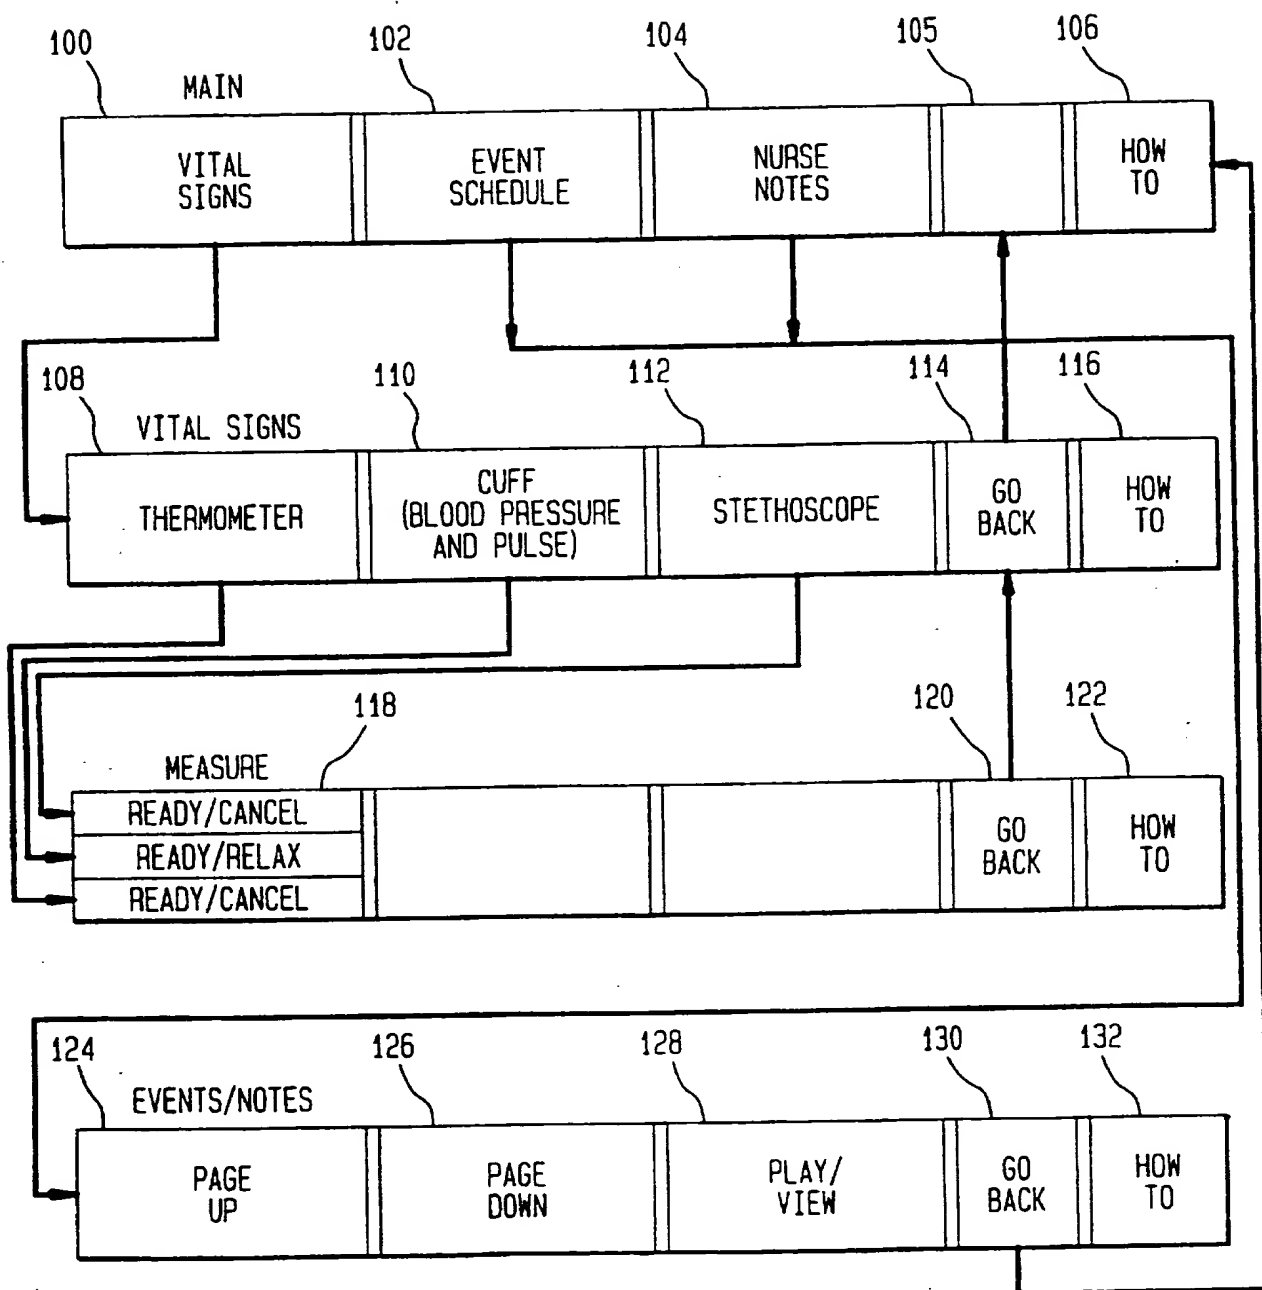 100
102
104
105
106
MAIN
VITAL
SIGNS
EVENT
SCHEDULE
NURSE
NOTES
HOW
TO
108
110
112
114
116
VITAL SIGNS
THERMOMETER
CUFF
(BLOOD PRESSURE
AND PULSE)
STETHOSCOPE
GO
BACK
HOW
TO
118
120
122
MEASURE
READY/CANCEL
READY/RELAX
READY/CANCEL
GO
BACK
HOW
TO
124
126
128
130
132
EVENTS/NOTES
PAGE
UP
PAGE
DOWN
PLAY/
VIEW
GO
BACK
HOW
TO